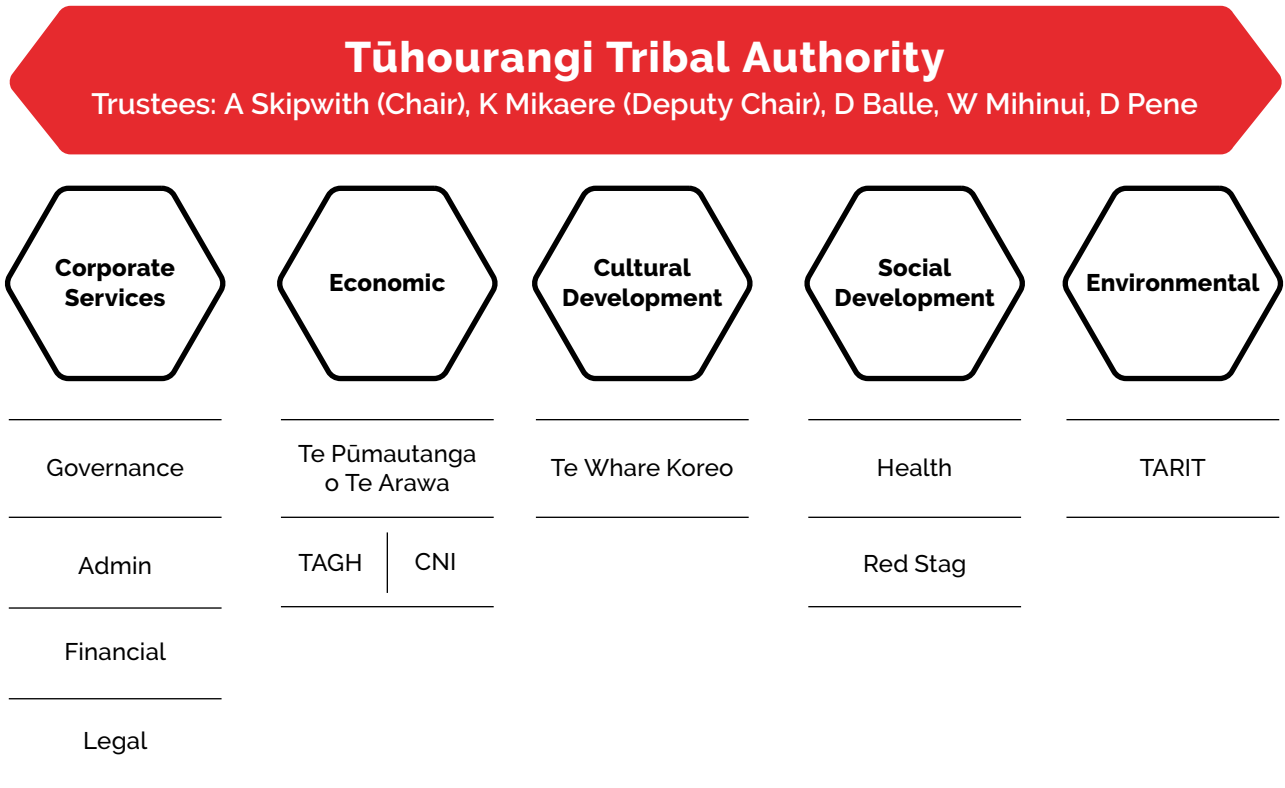 Tūhourangi Tribal Authority
Trustees: A Skipwith (Chair), K Mikaere (Deputy Chair), D Balle, W Mihinui, D Pene
Corporate
Services
Economic
Cultural
Development
Social
Development
Environmental
Governance
Te Pūmautanga
o Te Arawa
Te Whare Koreo
Health
TARIT
Admin
TAGH
CNI
Red Stag
Financial
Legal